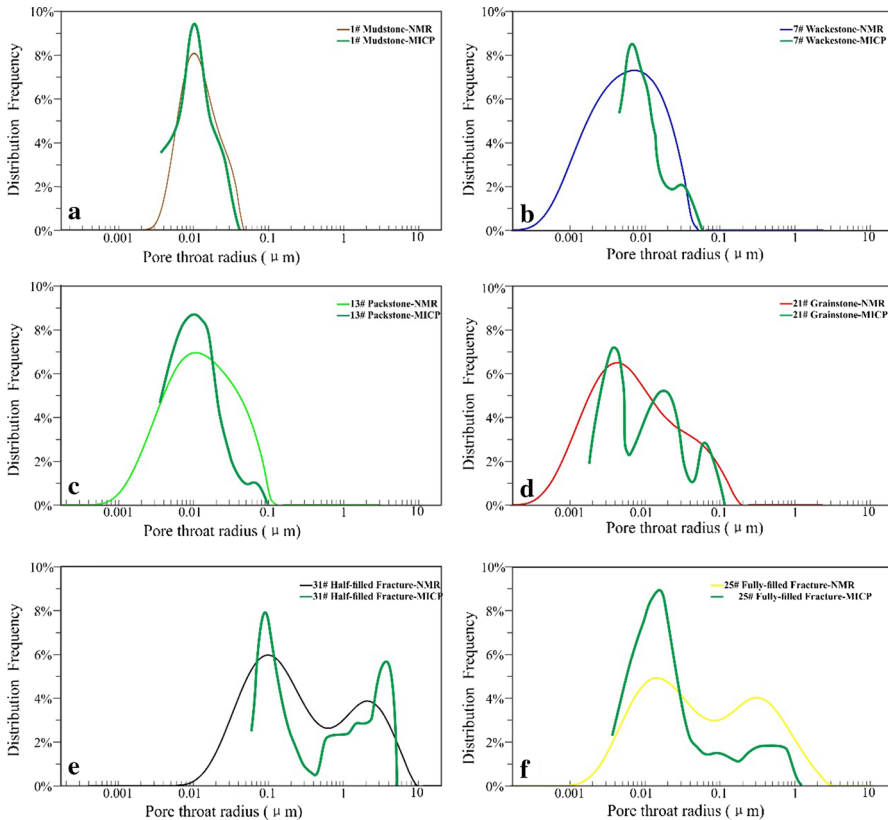 10%
8%
6%
4%
2%
0%
Distribution Frequency
1# Mudstone-NMR
1# Mudstone-MICP
a
0.001 0.01 0.1 1 10
Pore throat radius ( μ m)
10%
8%
6%
4%
2%
0%
Distribution Frequency
7# Wackestone-NMR
7# Wackestone-MICP
b
0.001 0.01 0.1 1 10
Pore throat radius ( μ m)
10%
8%
6%
4%
2%
0%
Distribution Frequency
13# Packstone-NMR
13# Packstone-MICP
c
0.001 0.01 0.1 1 10
Pore throat radius ( μ m)
10%
8%
6%
4%
2%
0%
Distribution Frequency
21# Grainstone-NMR
21# Grainstone-MICP
d
0.001 0.01 0.1 1 10
Pore throat radius ( μ m)
10%
8%
6%
4%
2%
0%
Distribution Frequency
31# Half-filled Fracture-NMR
31# Half-filled Fracture-MICP
e
0.001 0.01 0.1 1 10
Pore throat radius ( μ m)
10%
8%
6%
4%
2%
0%
Distribution Frequency
25# Fully-filled Fracture-NMR
25# Fully-filled Fracture-MICP
f
0.001 0.01 0.1 1 10
Pore throat radius ( μ m)